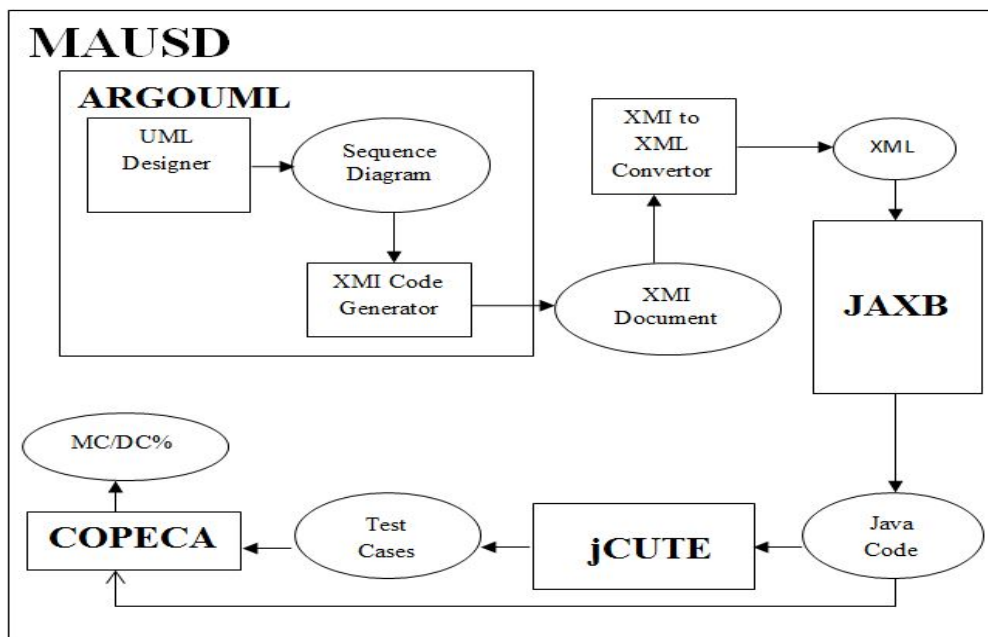 MAUSD
ARGOUML
UML
Designer
Sequence
Diagram
XMI Code
Generator
XMI
Document
XMI to
XML
Convertor
XML
JAXB
Java
Code
jCUTE
Test
Cases
COPECA
MC/DC%